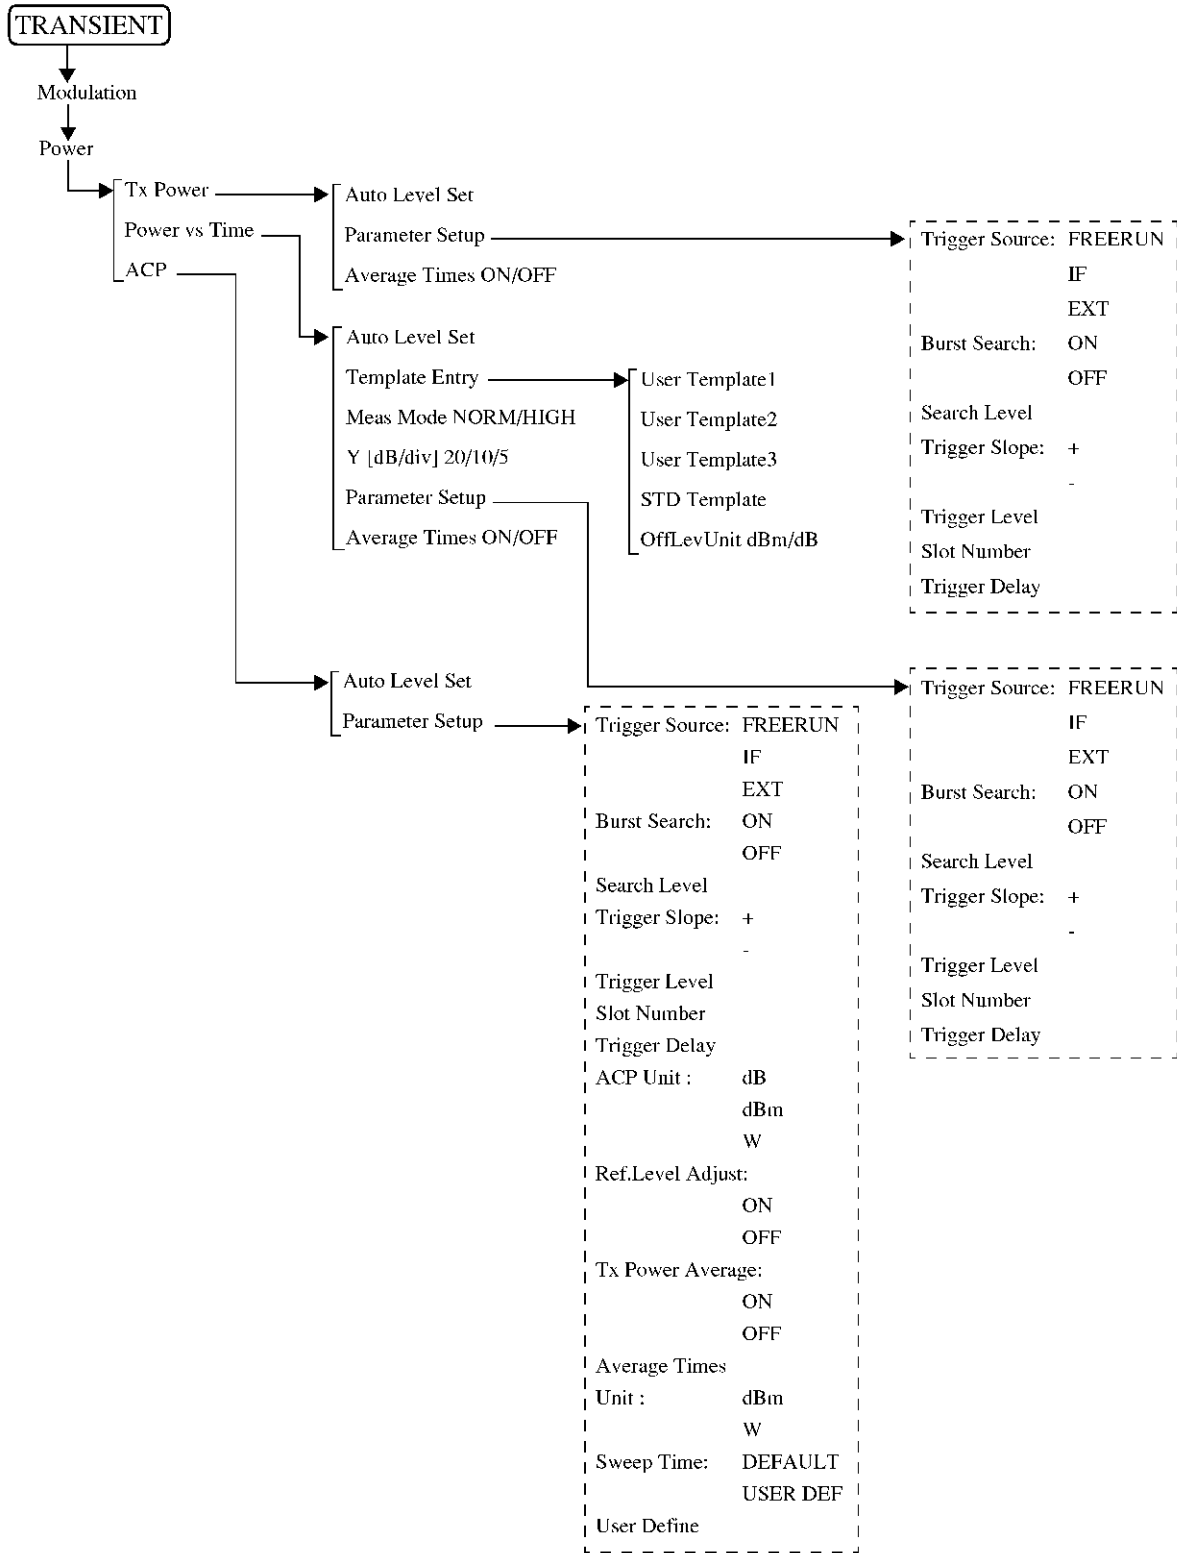 TRANSIENT
Modulation
Power
Tx Power
Power vs Time
ACP
Auto Level Set
Parameter Setup
Average Times ON/OFF
Trigger Source: FREERUN
IF
EXT
Burst Search: ON
OFF
Search Level
Trigger Slope: +
-
Trigger Level
Slot Number
Trigger Delay
Auto Level Set
Template Entry
Meas Mode NORM/HIGH
Y [dB/div] 20/10/5
Parameter Setup
Average Times ON/OFF
User Template1
User Template2
User Template3
STD Template
OffLevUnit dBm/dB
Trigger Source: FREERUN
IF
EXT
Burst Search: ON
OFF
Search Level
Trigger Slope: +
-
Trigger Level
Slot Number
Trigger Delay
Auto Level Set
Parameter Setup
Trigger Source: FREERUN
IF
EXT
Burst Search: ON
OFF
Search Level
Trigger Slope: +
-
Trigger Level
Slot Number
Trigger Delay
ACP Unit : dB
dBm
W
Ref.Level Adjust:
ON
OFF
Tx Power Average:
ON
OFF
Average Times
Unit : dBm
W
Sweep Time: DEFAULT
USER DEF
User Define